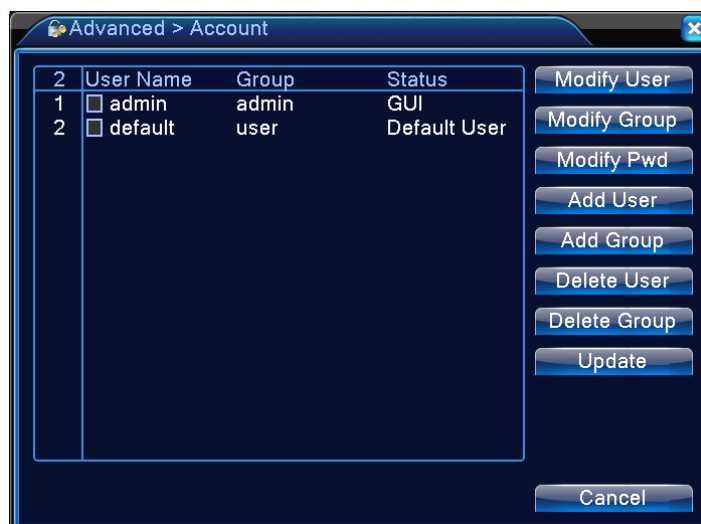 Advanced > Account
2 User Name Group Status
1 admin admin GUI
2 default user Default User
Modify User
Modify Group
Modify Pwd
Add User
Add Group
Delete User
Delete Group
Update
Cancel